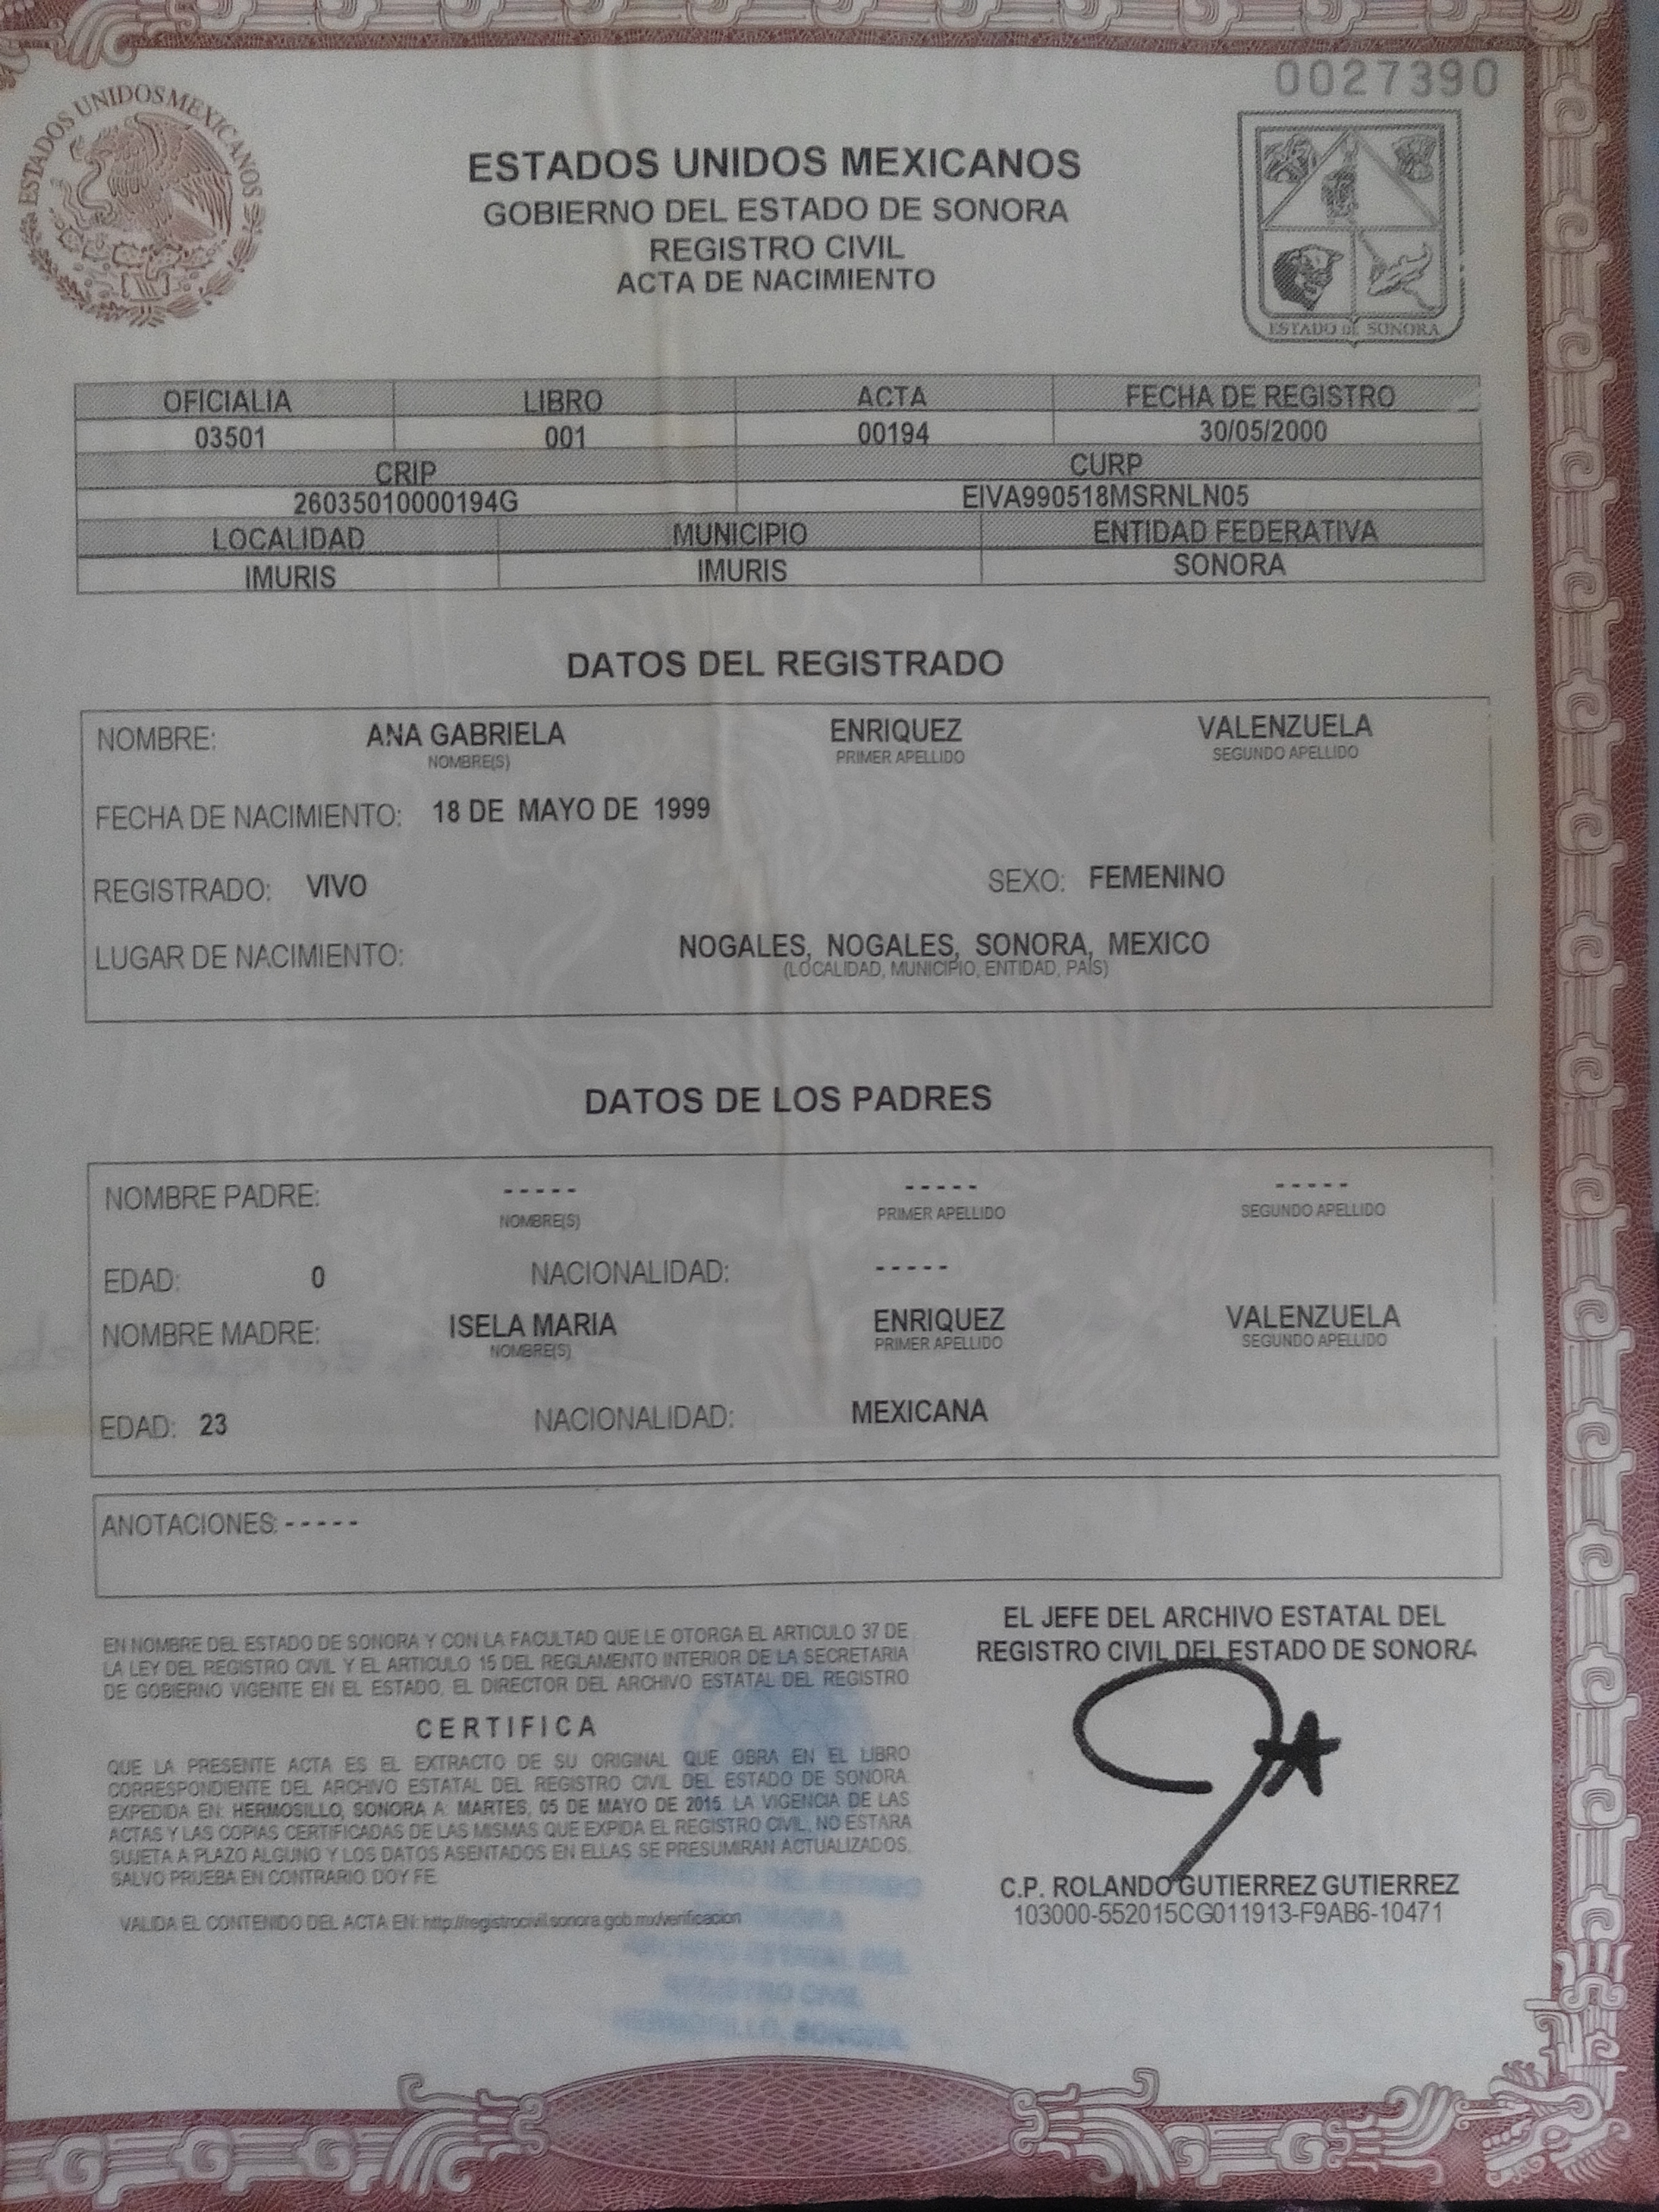 0027390
ESTADOS UNIDOS MEXICANOS
ESTADOS UNIDOS MEXICANOS
GOBIERNO DEL ESTADO DE SONORA
REGISTRO CIVIL
ACTA DE NACIMIENTO
ESTADO DE SONORA
OFICIALIA LIBRO ACTA FECHA DE REGISTRO
03501 001 00194 30/05/2000
CRIP CURP
26035010000194G EIVA990518MSRNLN05
LOCALIDAD MUNICIPIO ENTIDAD FEDERATIVA
IMURIS IMURIS SONORA
DATOS DEL REGISTRADO
NOMBRE: ANA GABRIELA ENRIQUEZ VALENZUELA
NOMBRE(S) PRIMER APELLIDO SEGUNDO APELLIDO
FECHA DE NACIMIENTO: 18 DE MAYO DE 1999
REGISTRADO: VIVO SEXO: FEMENINO
LUGAR DE NACIMIENTO: NOGALES, NOGALES, SONORA, MEXICO
(LOCALIDAD, MUNICIPIO, ENTIDAD, PAÍS)
DATOS DE LOS PADRES
NOMBRE PADRE: ----- ----- -----
NOMBRE(S) PRIMER APELLIDO SEGUNDO APELLIDO
EDAD: 0 NACIONALIDAD: -----
NOMBRE MADRE: ISELA MARIA ENRIQUEZ VALENZUELA
NOMBRE(S) PRIMER APELLIDO SEGUNDO APELLIDO
EDAD: 23 NACIONALIDAD: MEXICANA
ANOTACIONES: -----
EN NOMBRE DEL ESTADO DE SONORA Y CON LA FACULTAD QUE LE OTORGA EL ARTICULO 37 DE
LA LEY DEL REGISTRO CIVIL Y EL ARTICULO 15 DEL REGLAMENTO INTERIOR DE LA SECRETARIA
DE GOBIERNO VIGENTE EN EL ESTADO, EL DIRECTOR DEL ARCHIVO ESTATAL DEL REGISTRO
CERTIFICA
QUE LA PRESENTE ACTA ES EL EXTRACTO DE SU ORIGINAL QUE OBRA EN EL LIBRO
CORRESPONDIENTE DEL ARCHIVO ESTATAL DEL REGISTRO CIVIL DEL ESTADO DE SONORA.
EXPEDIDA EN: HERMOSILLO, SONORA A: MARTES, 05 DE MAYO DE 2015. LA VIGENCIA DE LAS
ACTAS Y LAS COPIAS CERTIFICADAS DE LAS MISMAS QUE EXPIDA EL REGISTRO CIVIL, NO ESTARA
SUJETA A PLAZO ALGUNO Y LOS DATOS ASENTADOS EN ELLAS SE PRESUMIRAN ACTUALIZADOS,
SALVO PRUEBA EN CONTRARIO. DOY FE.
VALIDA EL CONTENIDO DEL ACTA EN: http://registrocivil.sonora.gob.mx/verificacion
EL JEFE DEL ARCHIVO ESTATAL DEL
REGISTRO CIVIL DEL ESTADO DE SONORA
C.P. ROLANDO GUTIERREZ GUTIERREZ
103000-552015CG011913-F9AB6-10471
SONORA
ARCHIVO ESTATAL DEL
REGISTRO CIVIL
HERMOSILLO, SONORA.